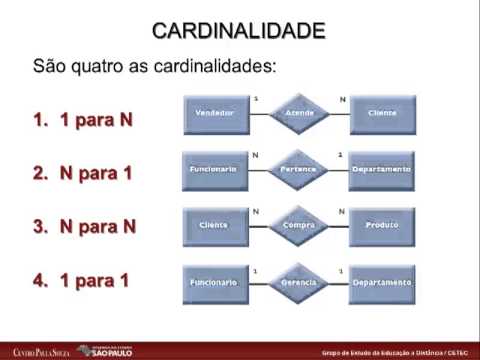 CARDINALIDADE
São quatro as cardinalidades:
1. 1 para N
Vendedor 1 Atende N Cliente
2. N para 1
Funcionario N Pertence 1 Departamento
3. N para N
Cliente N Compra N Produto
4. 1 para 1
Funcionario 1 Gerencia 1 Departamento
CENTRO PAULA SOUZA
SÃO PAULO
Grupo de Estudo da Educação a Distância / CETEC